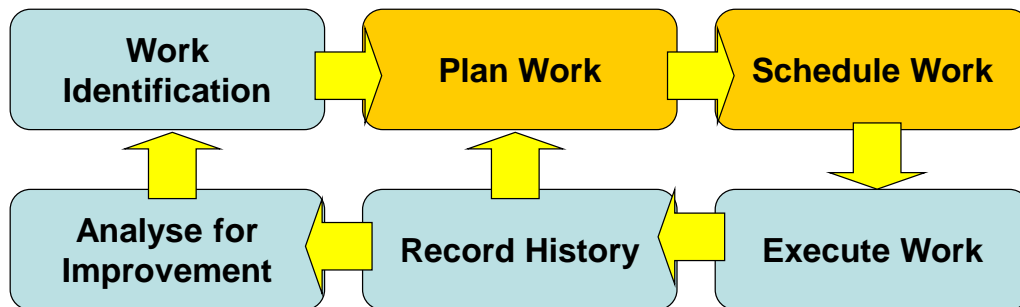 Work
Identification
Plan Work
Schedule Work
Analyse for
Improvement
Record History
Execute Work